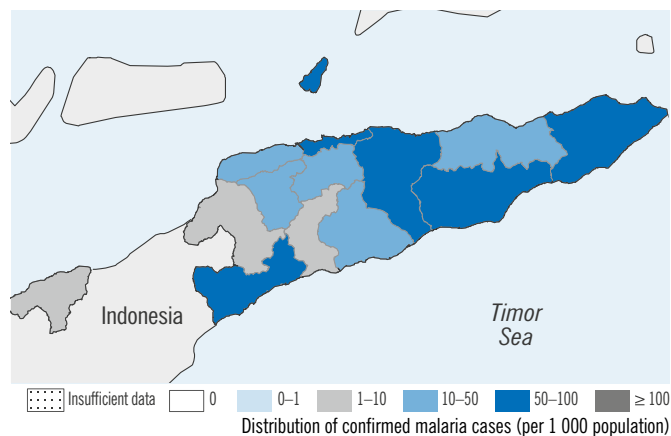 Indonesia
Timor
Sea
Insufficient data 0 0–1 1–10 10–50 50–100 ≥ 100
Distribution of confirmed malaria cases (per 1 000 population)